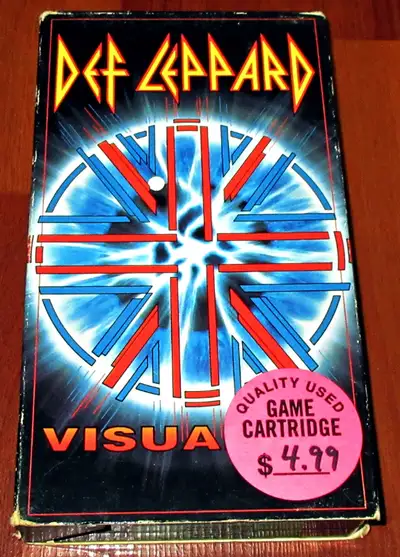 DEF LEPPARD
VISUA
QUALITY USED
GAME
CARTRIDGE
$ 4.99